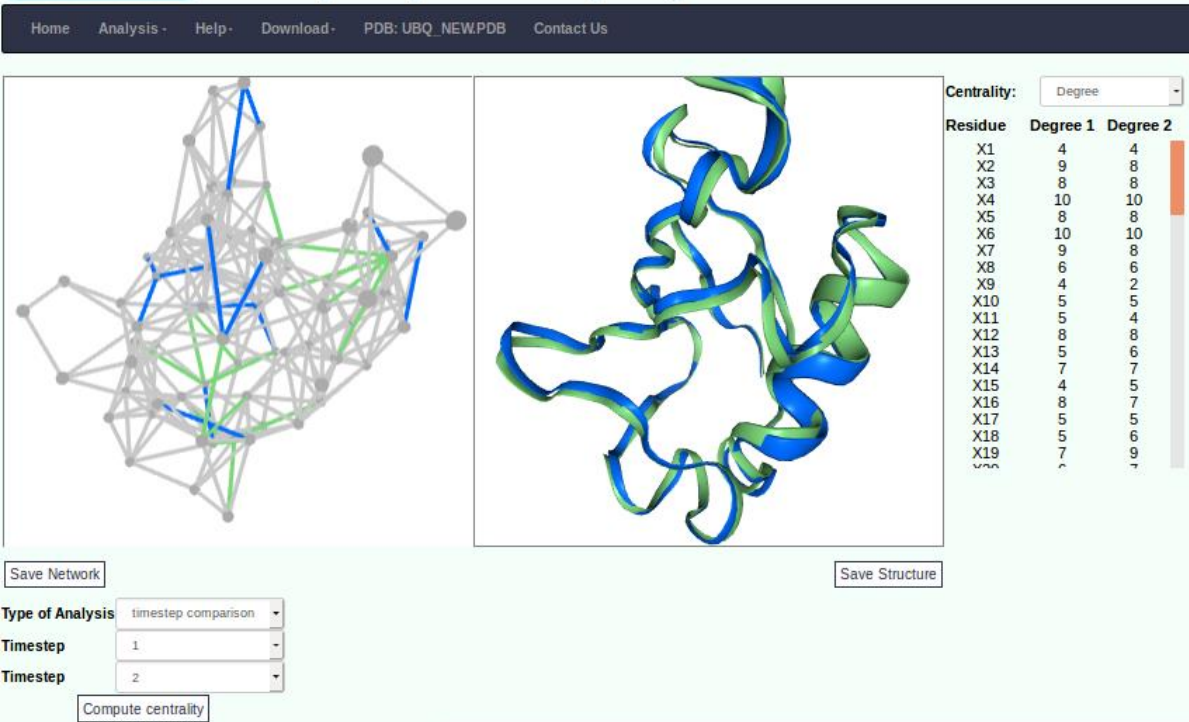 Home Analysis - Help - Download - PDB: UBQ_NEW.PDB Contact Us
Centrality: Degree
Residue Degree 1 Degree 2
X1 4 4
X2 9 8
X3 8 8
X4 10 10
X5 8 8
X6 10 10
X7 9 8
X8 6 6
X9 4 2
X10 5 5
X11 5 4
X12 8 8
X13 5 6
X14 7 7
X15 4 5
X16 8 7
X17 5 5
X18 5 6
X19 7 9
Save Network
Save Structure
Type of Analysis timestep comparison
Timestep 1
Timestep 2
Compute centrality